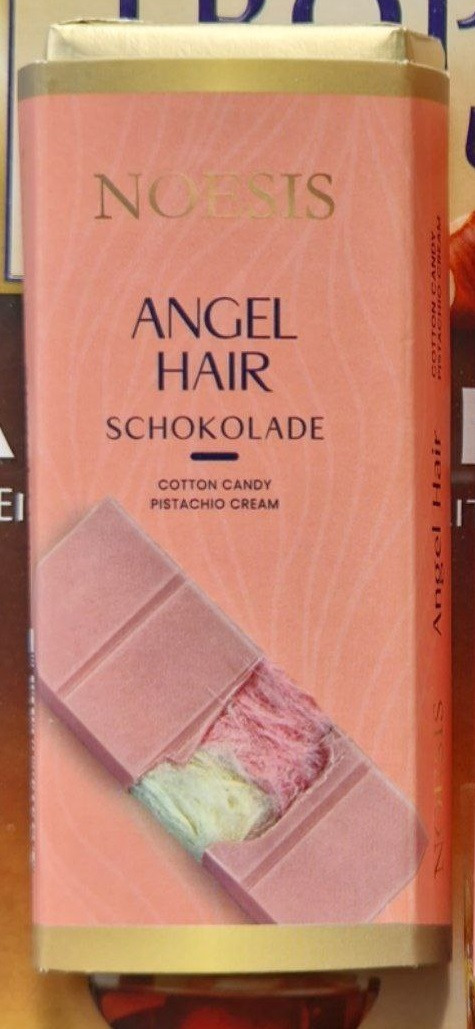 NOESIS
ANGEL
HAIR
SCHOKOLADE
COTTON CANDY
PISTACHIO CREAM
COTTON CANDY
PISTACHIO CREAM
Angel Hair
NOESIS